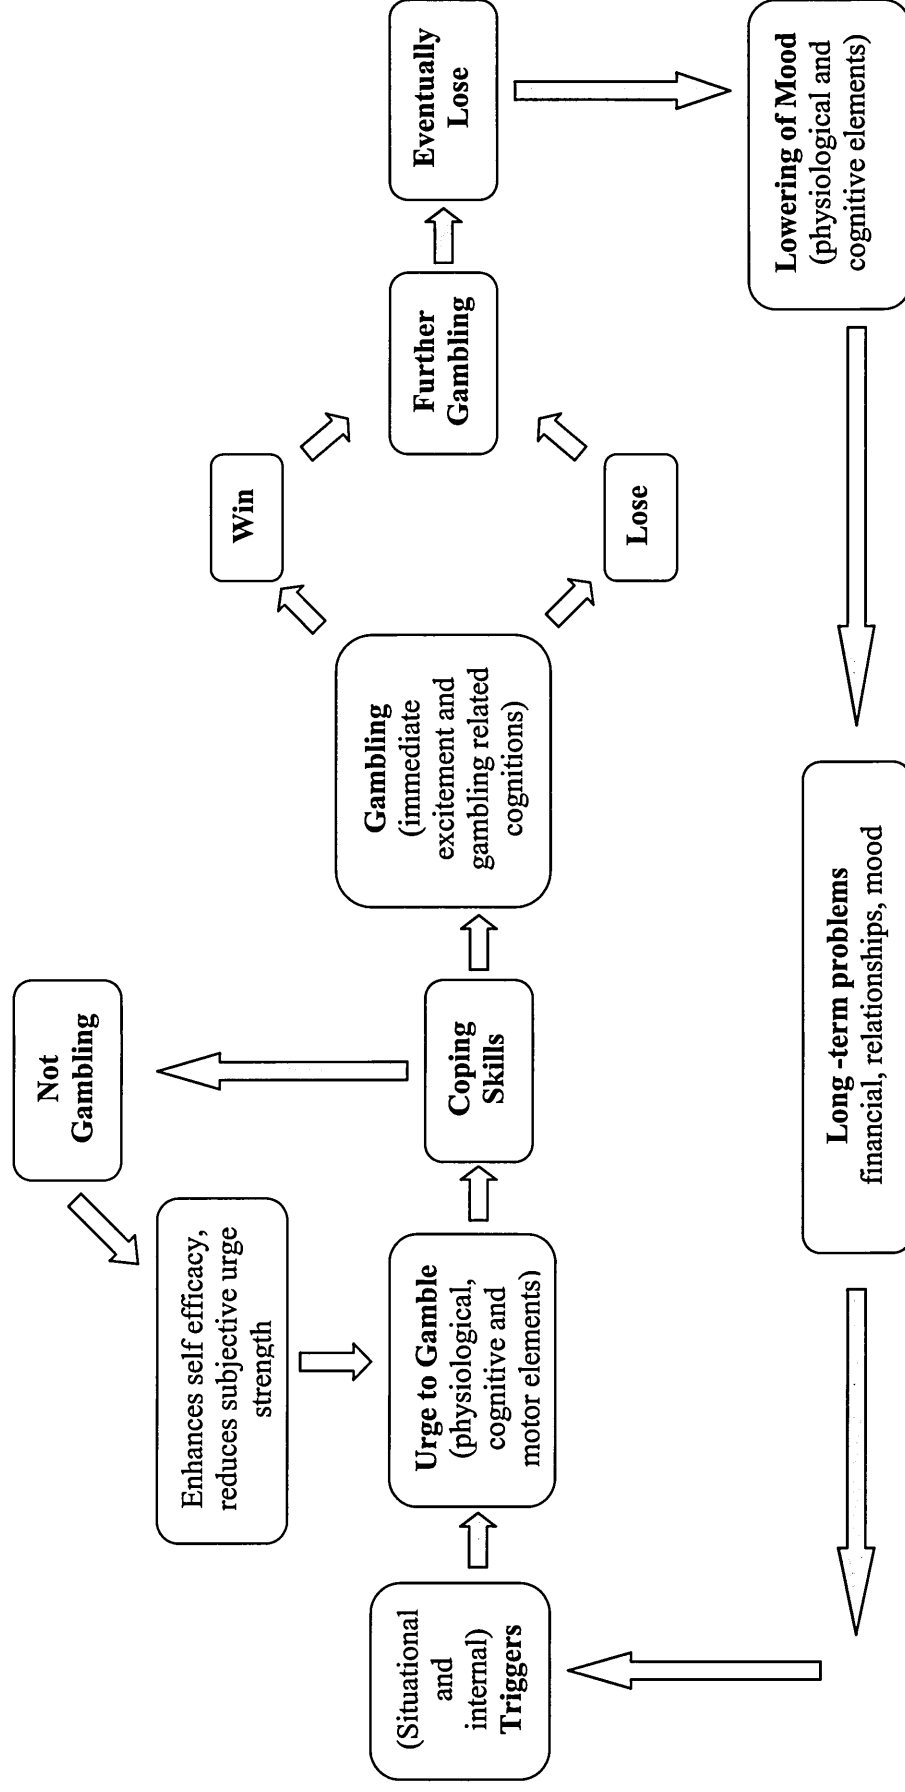 Not
Gambling
Enhances self efficacy,
reduces subjective urge
strength
Win
(Situational
and
internal)
Triggers
Urge to Gamble
(physiological,
cognitive and
motor elements)
Coping
Skills
Gambling
(immediate
excitement and
gambling related
cognitions)
Further
Gambling
Eventually
Lose
Lose
Long -term problems
financial, relationships, mood
Lowering of Mood
(physiological and
cognitive elements)